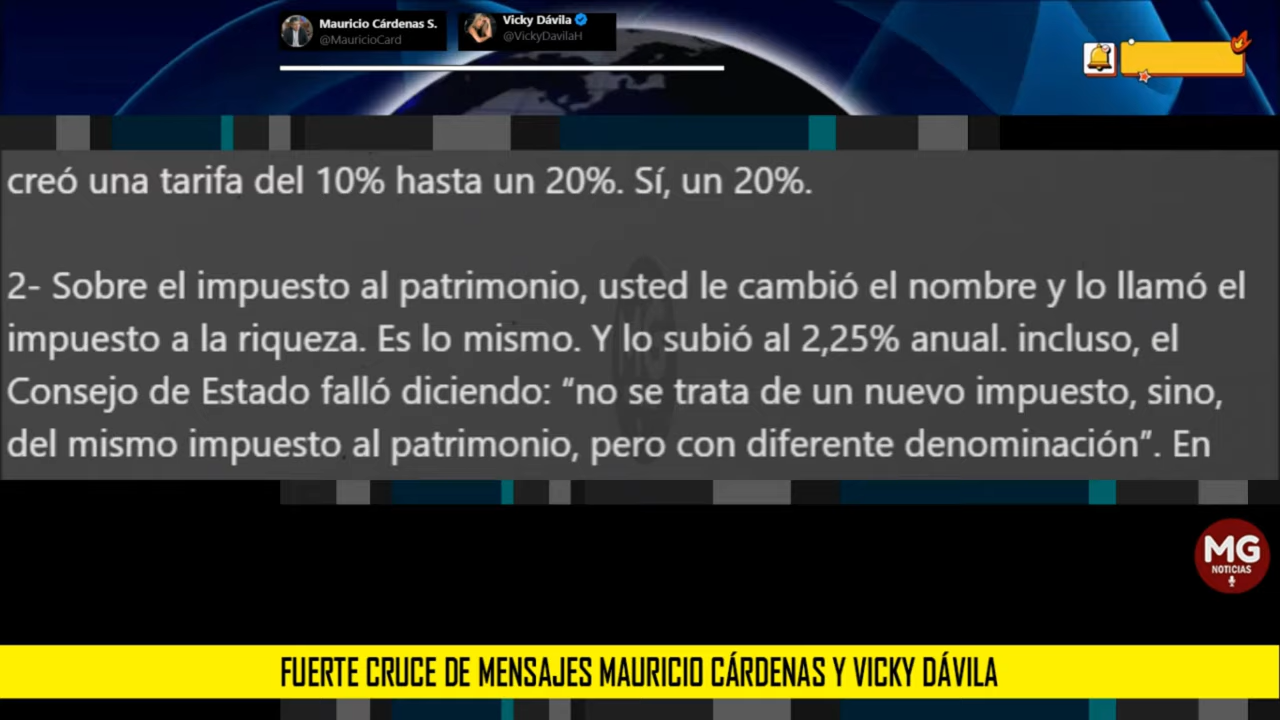 Mauricio Cárdenas S.
@MauricioCard
Vicky Dávila
@VickyDavilaH
creó una tarifa del 10% hasta un 20%. Sí, un 20%.
2- Sobre el impuesto al patrimonio, usted le cambió el nombre y lo llamó el
impuesto a la riqueza. Es lo mismo. Y lo subió al 2,25% anual. incluso, el
Consejo de Estado falló diciendo: “no se trata de un nuevo impuesto, sino,
del mismo impuesto al patrimonio, pero con diferente denominación”. En
MG
NOTICIAS
FUERTE CRUCE DE MENSAJES MAURICIO CÁRDENAS Y VICKY DÁVILA